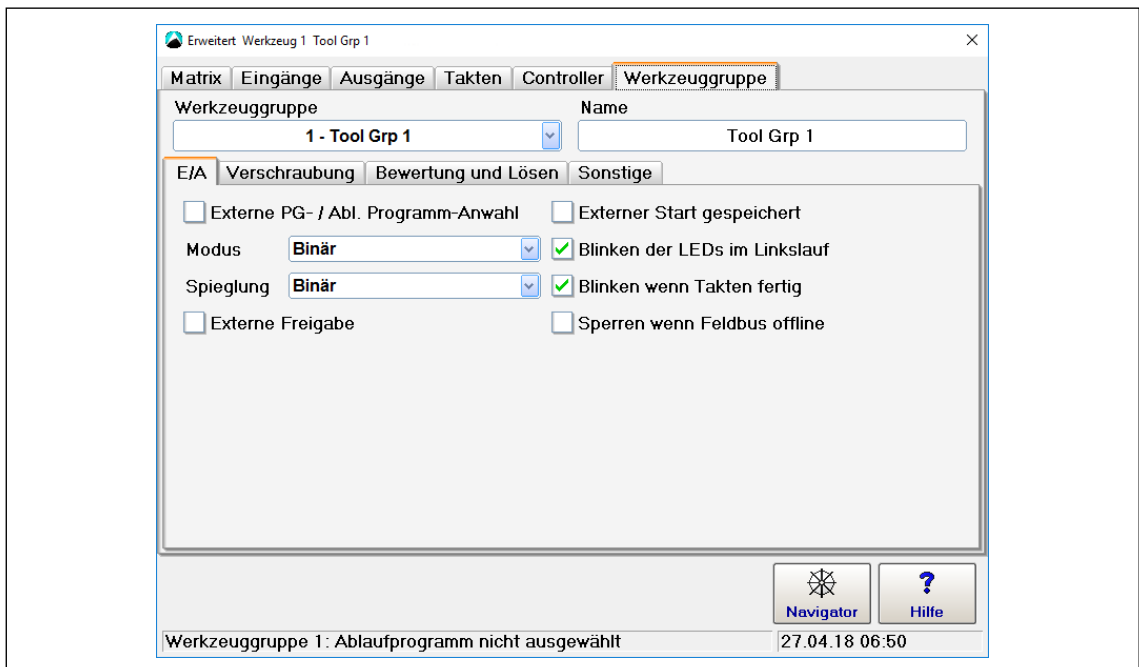 Erweitert Werkzeug 1 Tool Grp 1
Matrix Eingänge Ausgänge Takten Controller Werkzeuggruppe
Werkzeuggruppe Name
1 - Tool Grp 1 Tool Grp 1
E/A Verschraubung Bewertung und Lösen Sonstige
Externe PG- / Abl. Programm-Anwahl Externer Start gespeichert
Modus Binär Blinken der LEDs im Linkslauf
Spieglung Binär Blinken wenn Takten fertig
Externe Freigabe Sperren wenn Feldbus offline
Navigator ? Hilfe
Werkzeuggruppe 1: Ablaufprogramm nicht ausgewählt 27.04.18 06:50